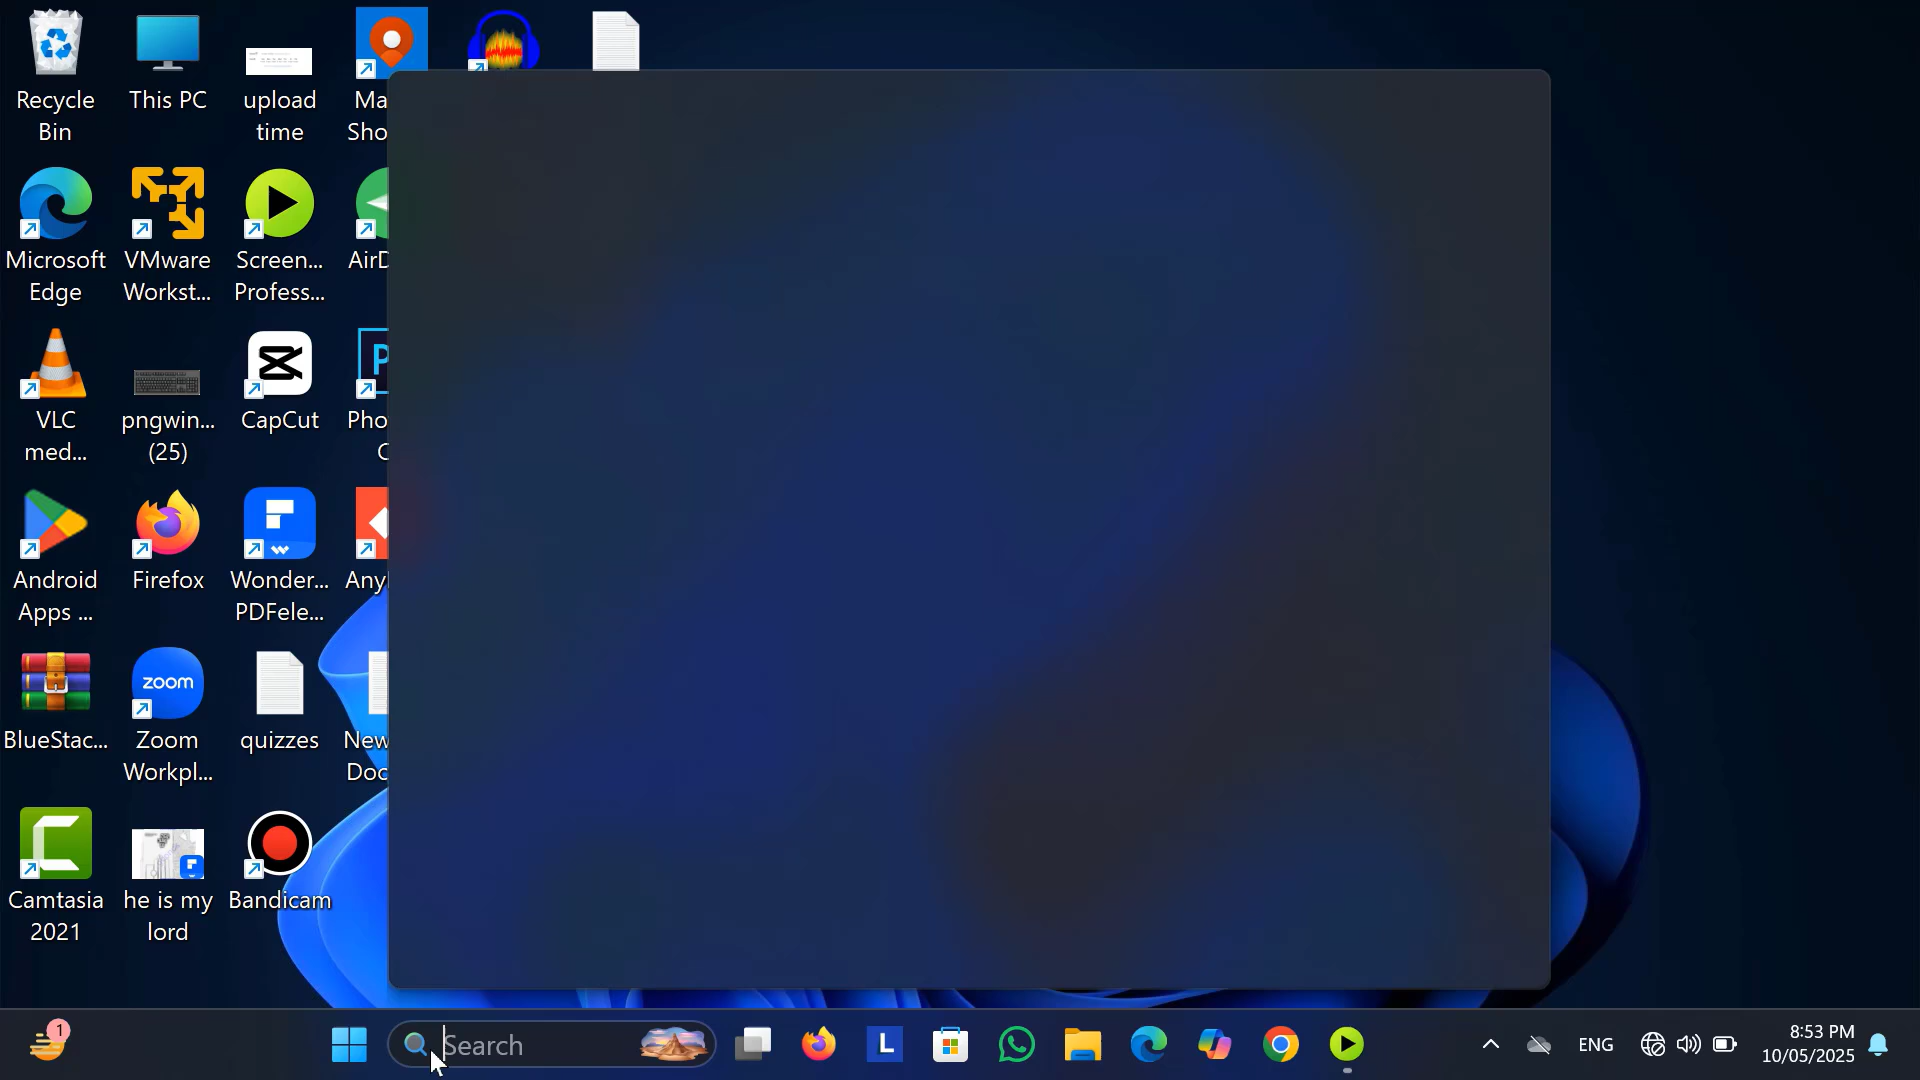 Recycle
Bin
This PC
upload
time
Ma
Sho
Microsoft
Edge
VMware
Workst...
Screen...
Profess...
AirD
VLC
med...
pngwin...
(25)
CapCut
Pho
C
Android
Apps ...
Firefox
Wonder...
PDFele...
Any
BlueStac...
zoom
Zoom
Workpl...
quizzes
New
Doc
Camtasia
2021
he is my
lord
Bandicam
1
Search
L
ENG
8:53 PM
10/05/2025